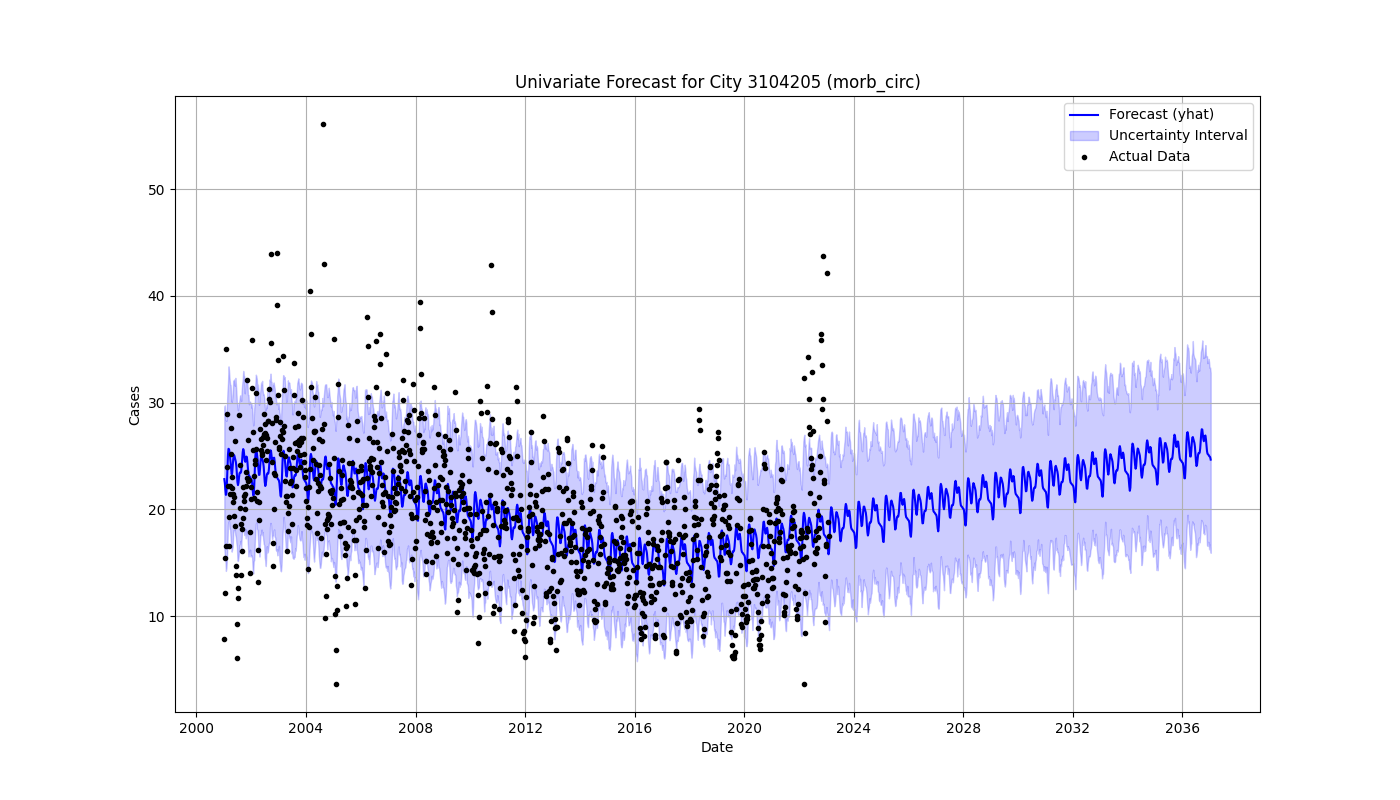 Univariate Forecast for City 3104205 (morb_circ)
Forecast (yhat)
Uncertainty Interval
Actual Data
50
40
30
20
10
Cases
2000 2004 2008 2012 2016 2020 2024 2028 2032 2036
Date